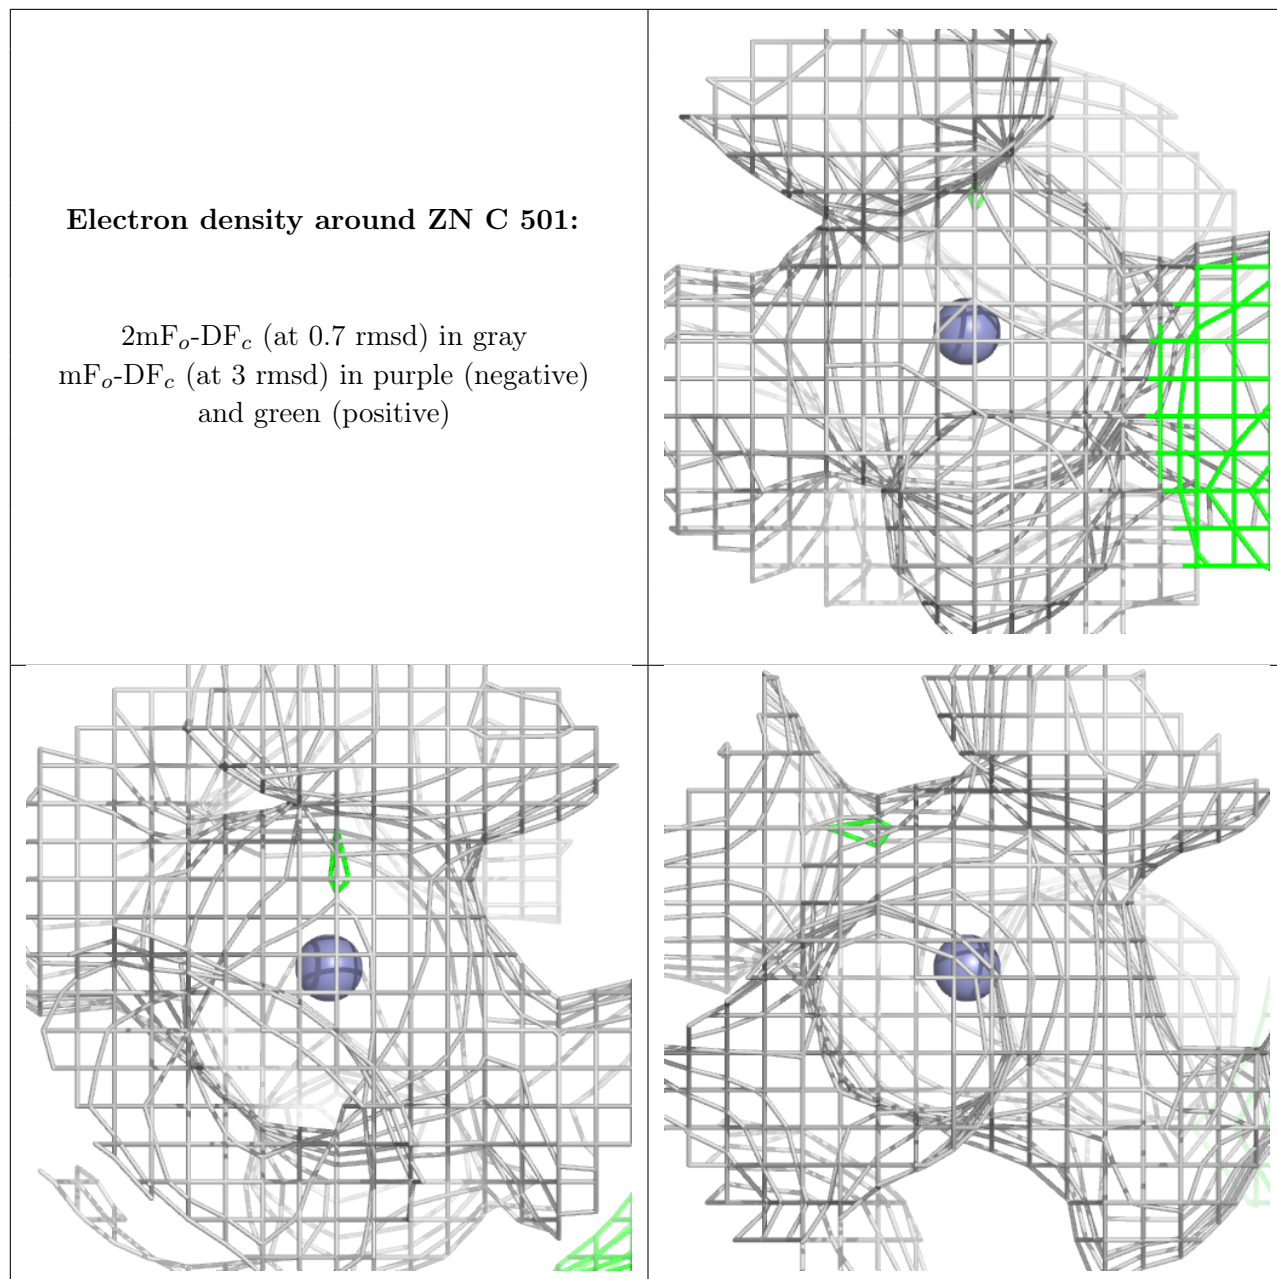 Electron density around ZN C 501:
2mFo-DFc (at 0.7 rmsd) in gray
mFo-DFc (at 3 rmsd) in purple (negative)
and green (positive)